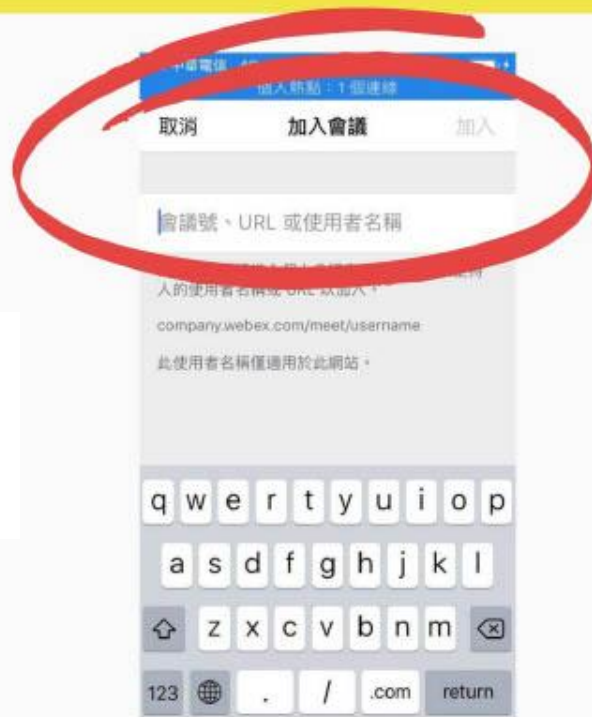 中華電信
個人熱點：1 個連線
取消 加入會議 加入
會議號、URL 或使用者名稱
人的使用者名稱或 URL 以加入。
company.webex.com/meet/username
此使用者名稱僅適用於此網站。
q w e r t y u i o p
a s d f g h j k l
z x c v b n m
123 . / .com return